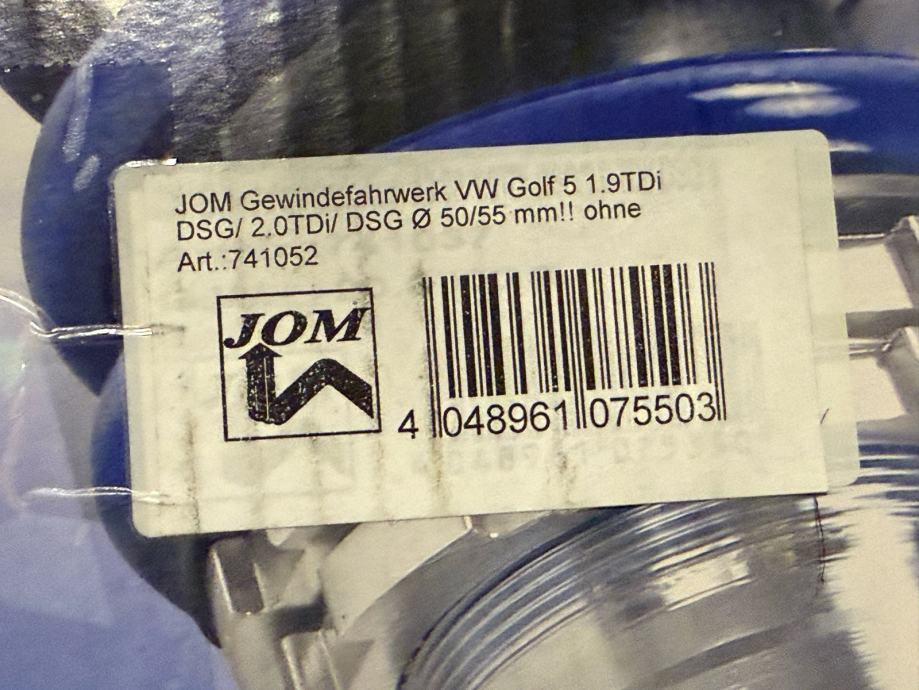 JOM Gewindefahrwerk VW Golf 5 1.9TDi
DSG/ 2.0TDi/ DSG Ø 50/55 mm!! ohne
Art.:741052
JOM
4 048961 075503